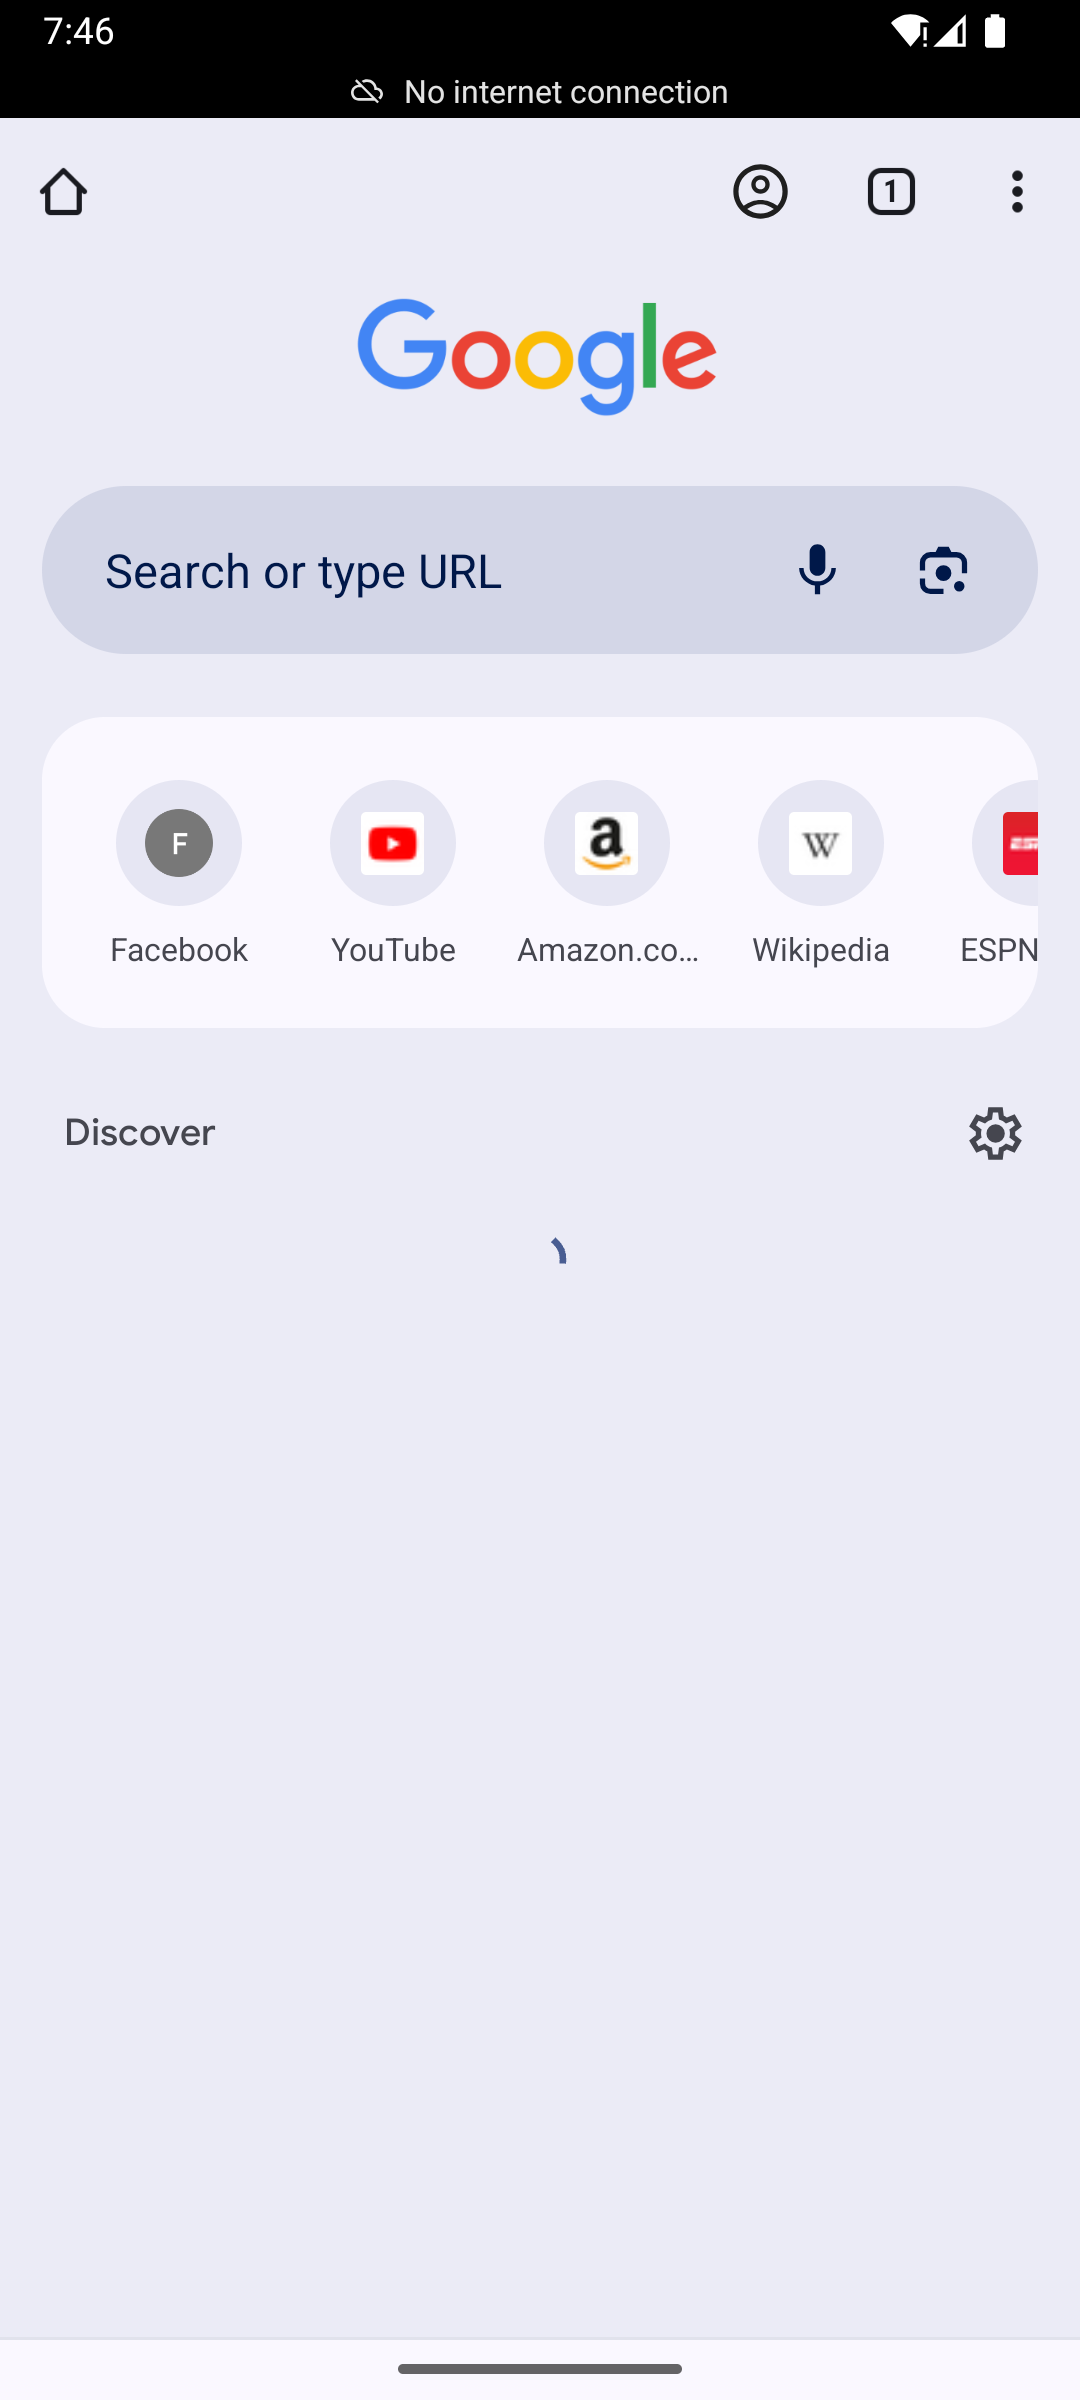 7:46
No internet connection
1
Google
Search or type URL
F
a
W
Facebook
YouTube
Amazon.co...
Wikipedia
ESPN
Discover